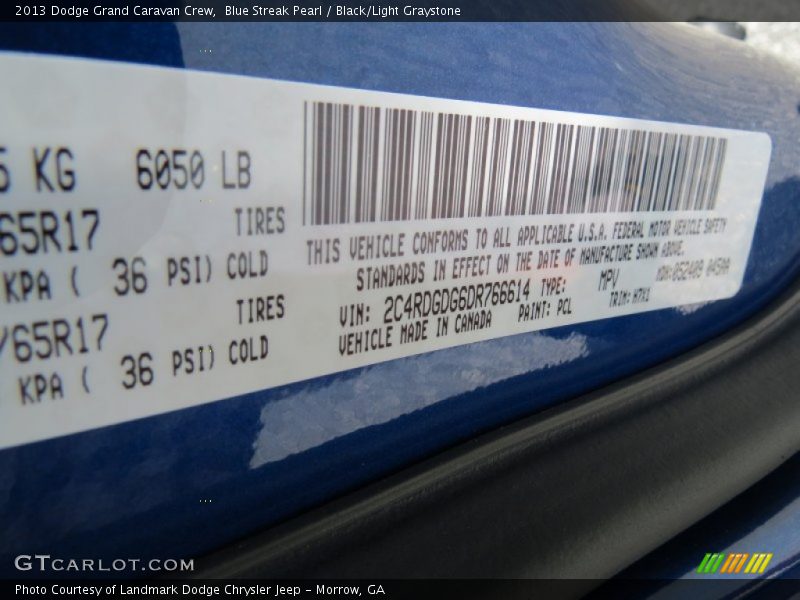 2013 Dodge Grand Caravan Crew, Blue Streak Pearl / Black/Light Graystone
KG 6050 LB
65R17 TIRES
KPA ( 36 PSI) COLD
/65R17 TIRES
KPA ( 36 PSI) COLD
THIS VEHICLE CONFORMS TO ALL APPLICABLE U.S.A. FEDERAL MOTOR VEHICLE SAFETY
STANDARDS IN EFFECT ON THE DATE OF MANUFACTURE SHOWN ABOVE.
VIN: 2C4RDGDG6DR766614 TYPE: MPV
VEHICLE MADE IN CANADA PAINT: PCL TRIM:
GTCARLOT.COM
Photo Courtesy of Landmark Dodge Chrysler Jeep - Morrow, GA